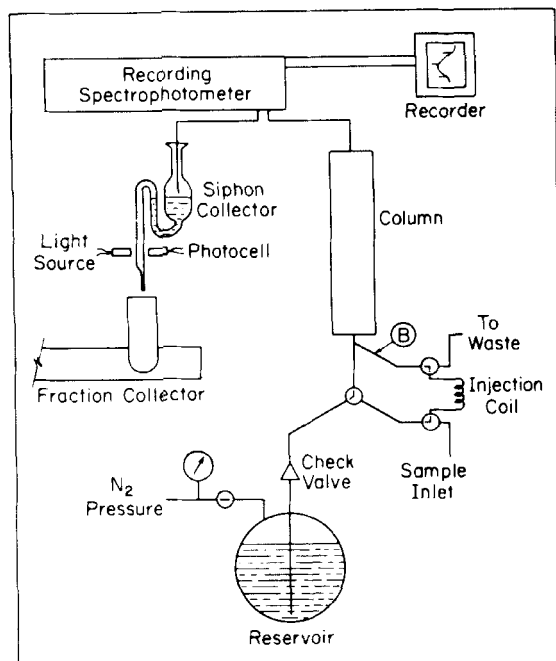 Recording
Spectrophotometer
Recorder
Siphon
Collector
Column
Light
Source
Photocell
B
To
Waste
Fraction Collector
Injection
Coil
Check
Valve
Sample
Inlet
N₂
Pressure
Reservoir